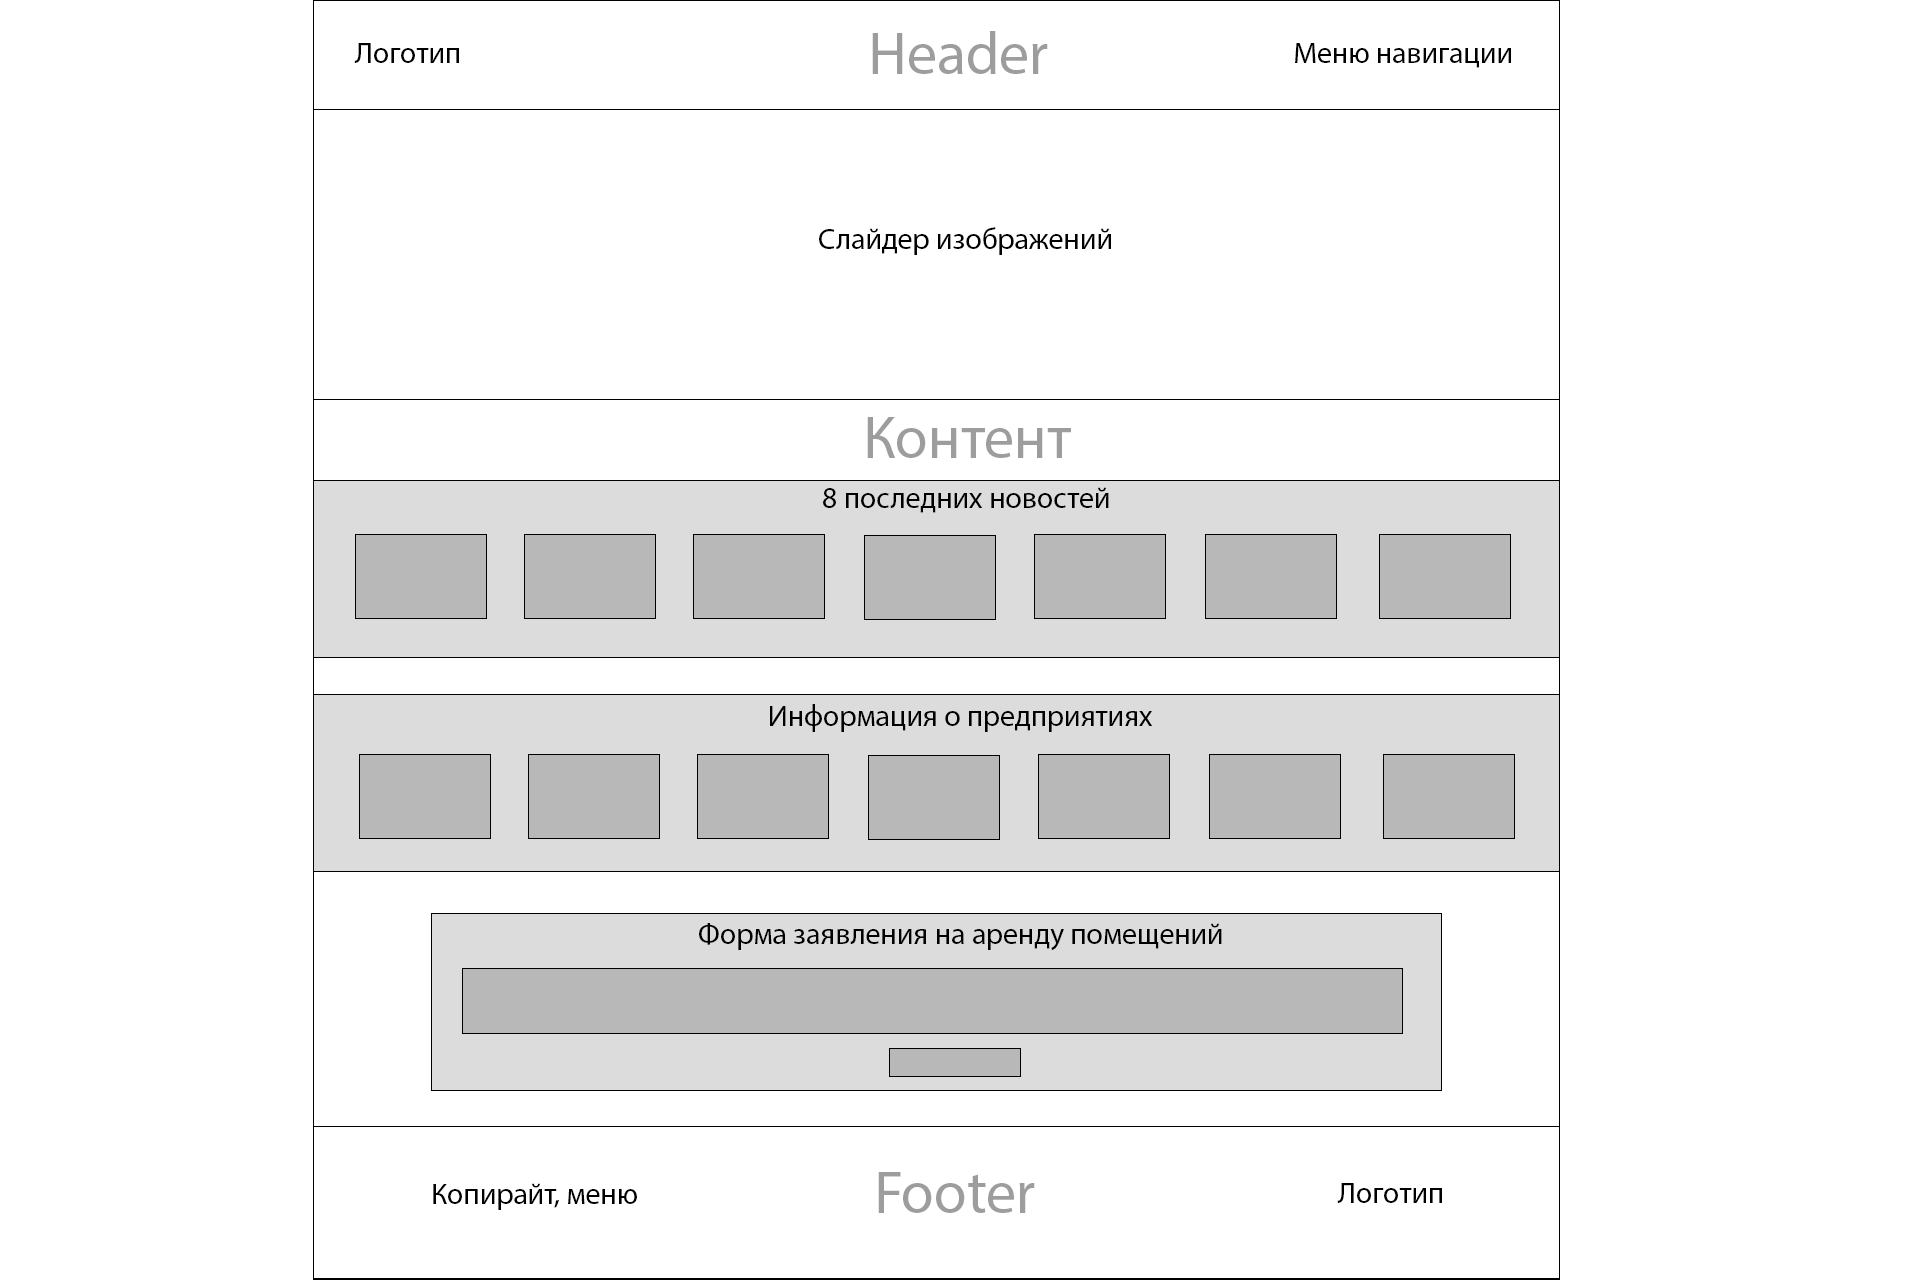 Логотип
Header
Меню навигации
Слайдер изображений
Контент
8 последних новостей
Информация о предприятиях
Форма заявления на аренду помещений
Копирайт, меню
Footer
Логотип